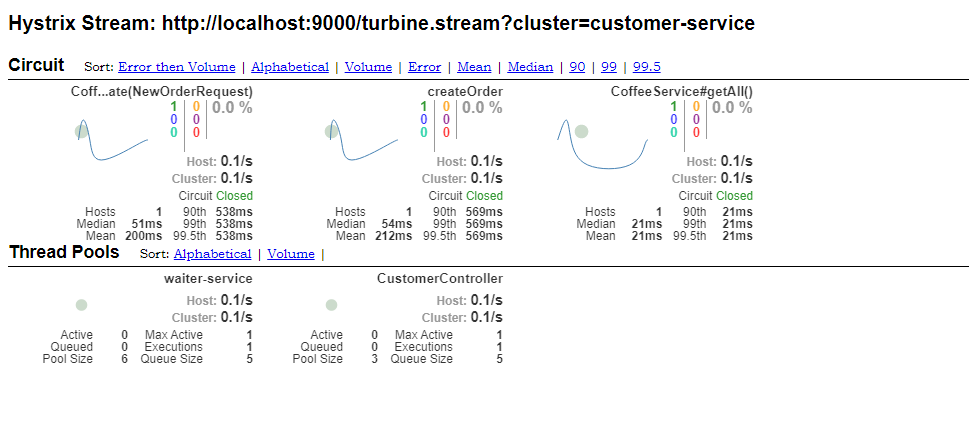 Hystrix Stream: http://localhost:9000/turbine.stream?cluster=customer-service
Circuit Sort: Error then Volume | Alphabetical | Volume | Error | Mean | Median | 90 | 99 | 99.5
Coff...ate(NewOrderRequest) createOrder CoffeeService#getAll()
1 0 0.0 % 1 0 0.0 % 1 0 0.0 %
0 0 0 0 0 0
0 0 0 0 0 0
Host: 0.1/s Host: 0.1/s Host: 0.1/s
Cluster: 0.1/s Cluster: 0.1/s Cluster: 0.1/s
Circuit Closed Circuit Closed Circuit Closed
Hosts 1 90th 538ms Hosts 1 90th 569ms Hosts 1 90th 21ms
Median 51ms 99th 538ms Median 54ms 99th 569ms Median 21ms 99th 21ms
Mean 200ms 99.5th 538ms Mean 212ms 99.5th 569ms Mean 21ms 99.5th 21ms
Thread Pools Sort: Alphabetical | Volume |
waiter-service CustomerController
Host: 0.1/s Host: 0.1/s
Cluster: 0.1/s Cluster: 0.1/s
Active 0 Max Active 1 Active 0 Max Active 1
Queued 0 Executions 1 Queued 0 Executions 1
Pool Size 6 Queue Size 5 Pool Size 3 Queue Size 5